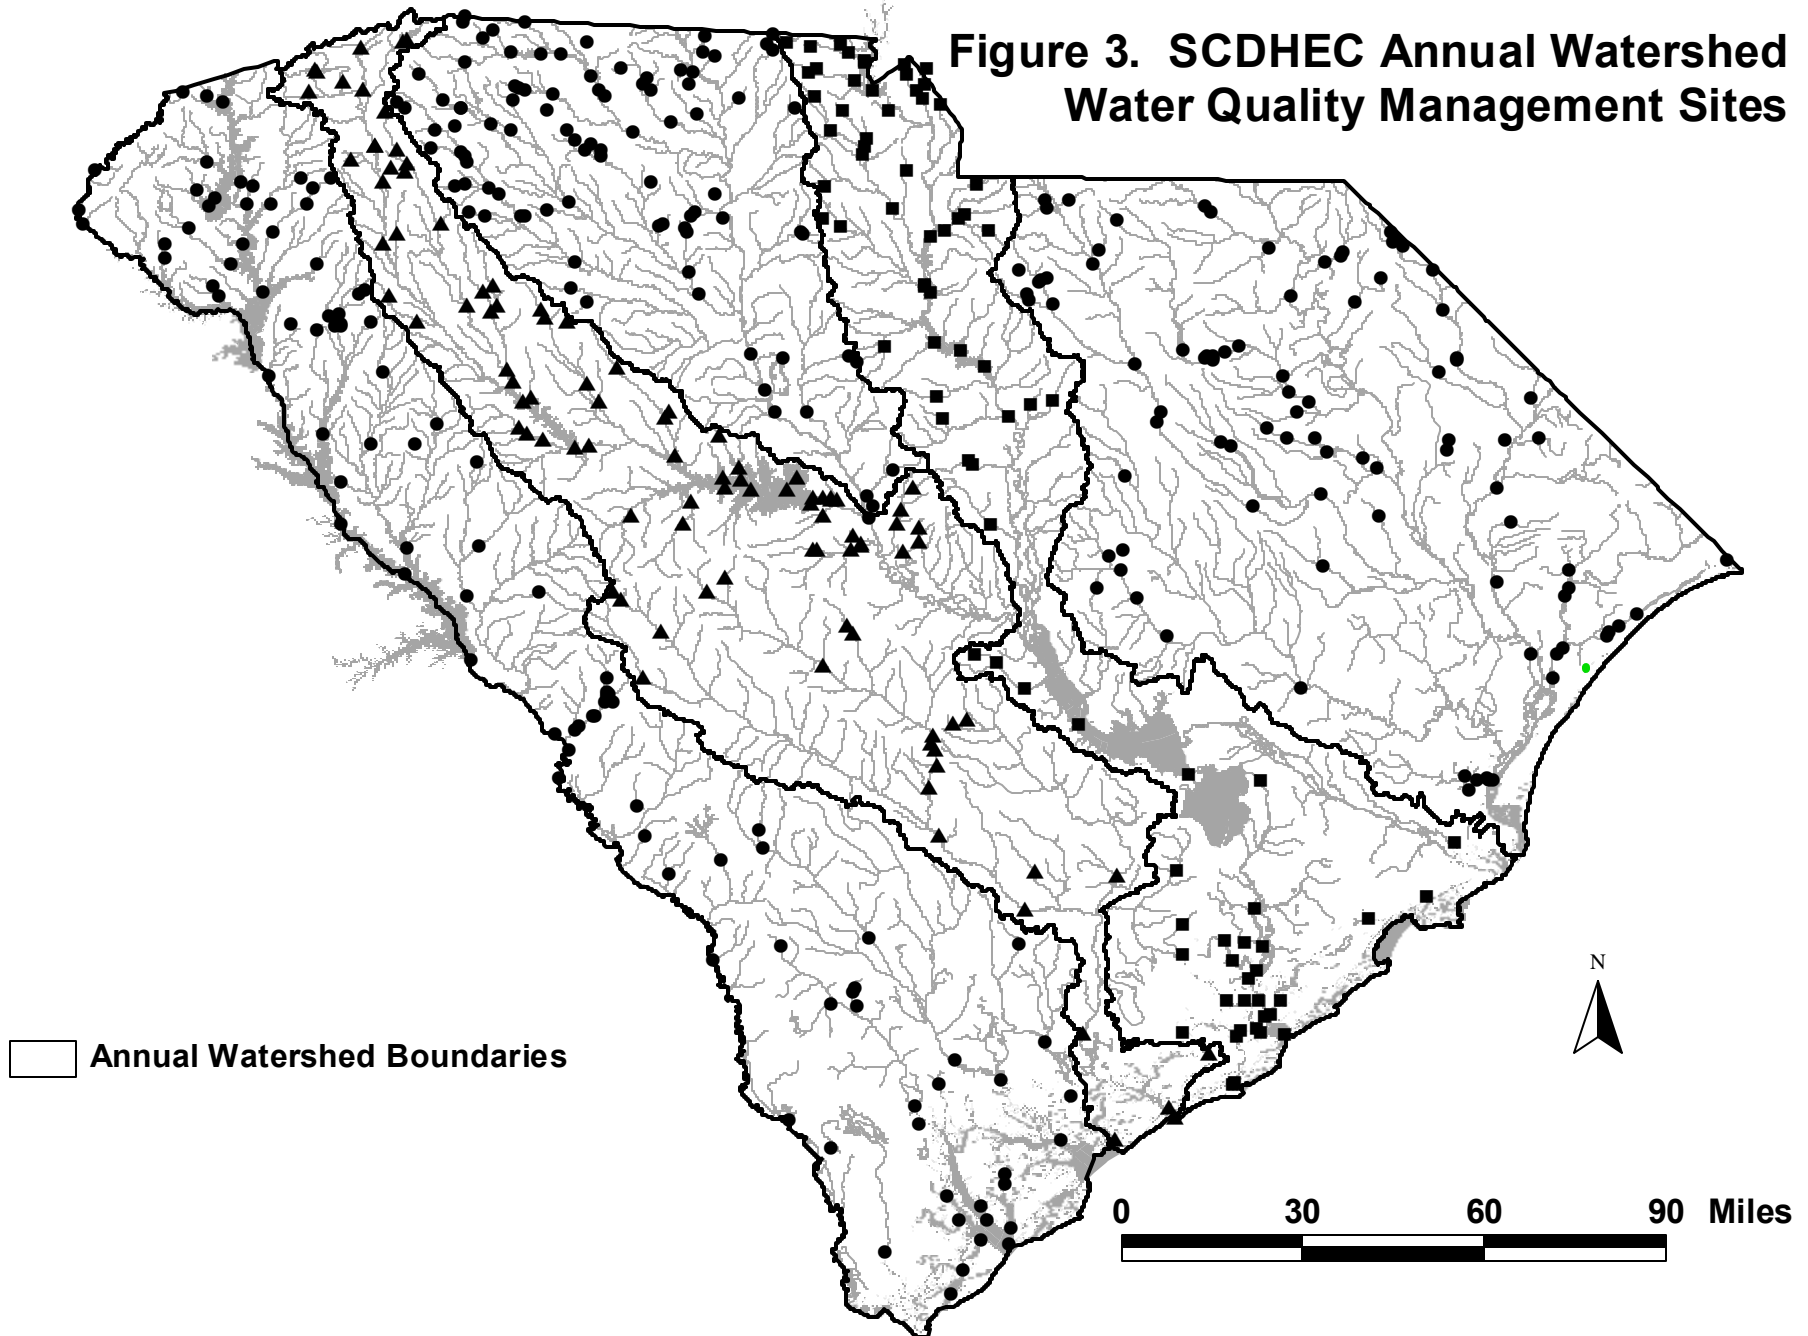 Figure 3. SCDHEC Annual Watershed
Water Quality Management Sites
N
Annual Watershed Boundaries
0 30 60 90 Miles